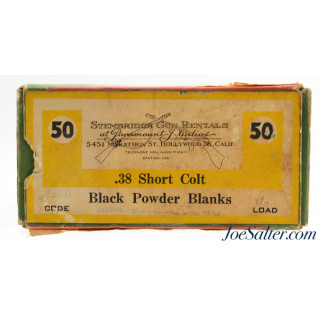 50
50
STEMBRIDGE GUN RENTALS
at Paramount Studios
5451 MARATHON ST. HOLLYWOOD 38, CALIF.
.38 Short Colt
Black Powder Blanks
CODE
LOAD
JoeSalter.com